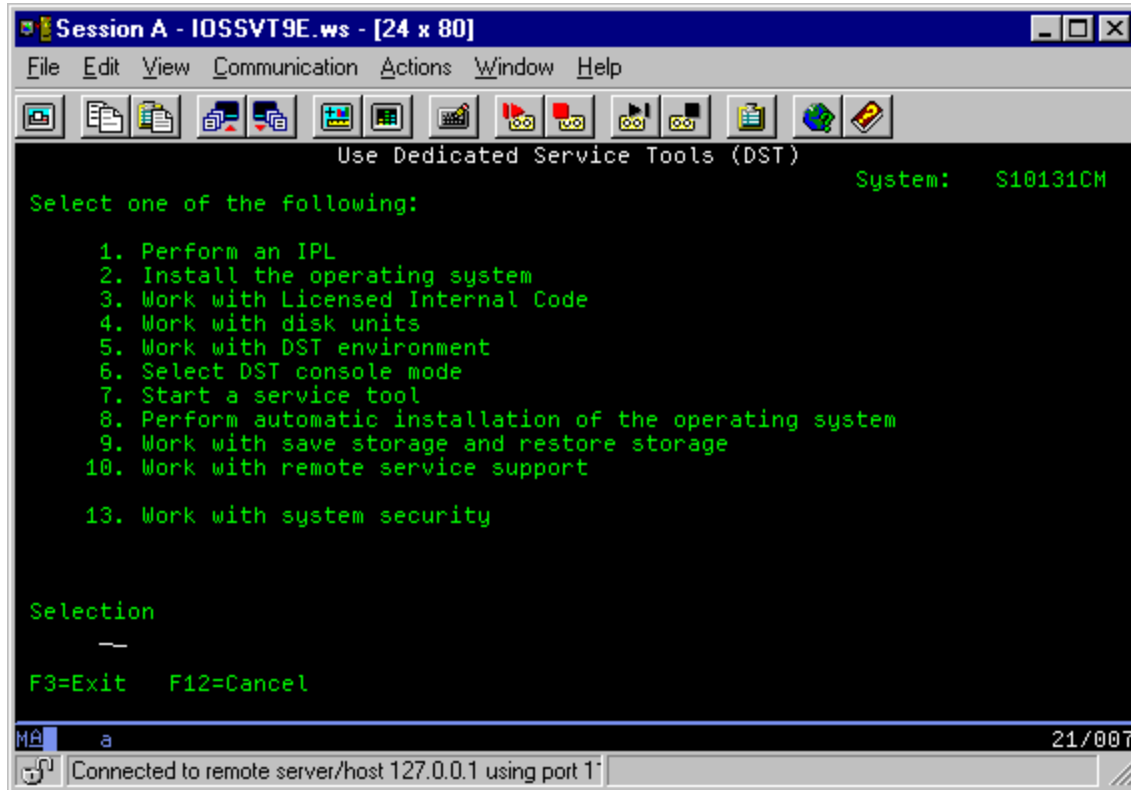 Session A - IOSSVT9E.ws - [24 x 80]
File Edit View Communication Actions Window Help
Use Dedicated Service Tools (DST)
System: S10131CM
Select one of the following:
1. Perform an IPL
2. Install the operating system
3. Work with Licensed Internal Code
4. Work with disk units
5. Work with DST environment
6. Select DST console mode
7. Start a service tool
8. Perform automatic installation of the operating system
9. Work with save storage and restore storage
10. Work with remote service support
13. Work with system security
Selection
F3=Exit F12=Cancel
MA a 21/007
Connected to remote server/host 127.0.0.1 using port